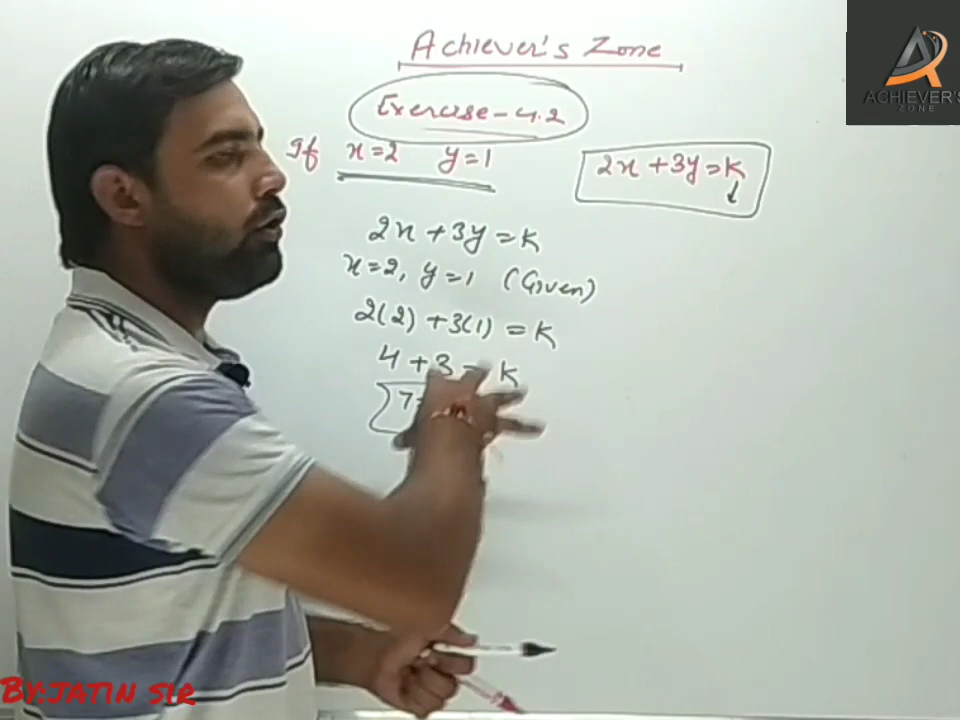 Achiever's Zone
Exercise-4.2
If x=2 y=1
2x+3y=K
2x+3y=K
x=2, y=1 (Given)
2(2)+3(1)=K
4+3=K
7=
ACHIEVER'S
ZONE
BY:JATIN SIR